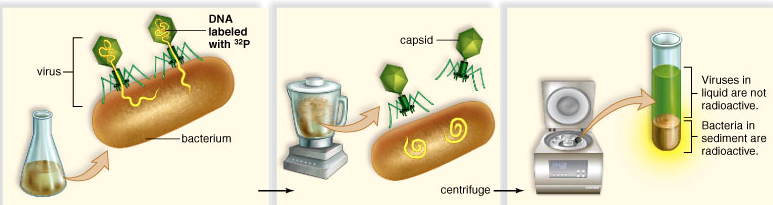 DNA
labeled
with ³²P
virus
bacterium
capsid
centrifuge
Viruses in
liquid are not
radioactive.
Bacteria in
sediment are
radioactive.